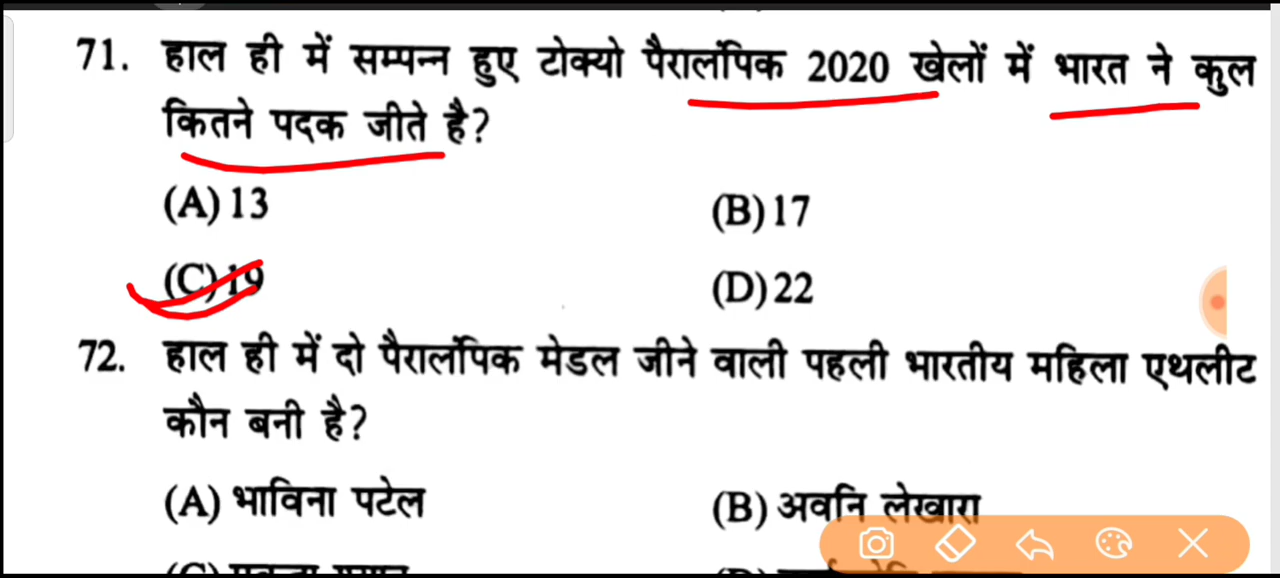 71. हाल ही में सम्पन्न हुए टोक्यो पैरालंपिक 2020 खेलों में भारत ने कुल
कितने पदक जीते है?
(A) 13 (B) 17
(C) 19 (D) 22
72. हाल ही में दो पैरालंपिक मेडल जीने वाली पहली भारतीय महिला एथलीट
कौन बनी है?
(A) भाविना पटेल (B) अवनि लेखारा